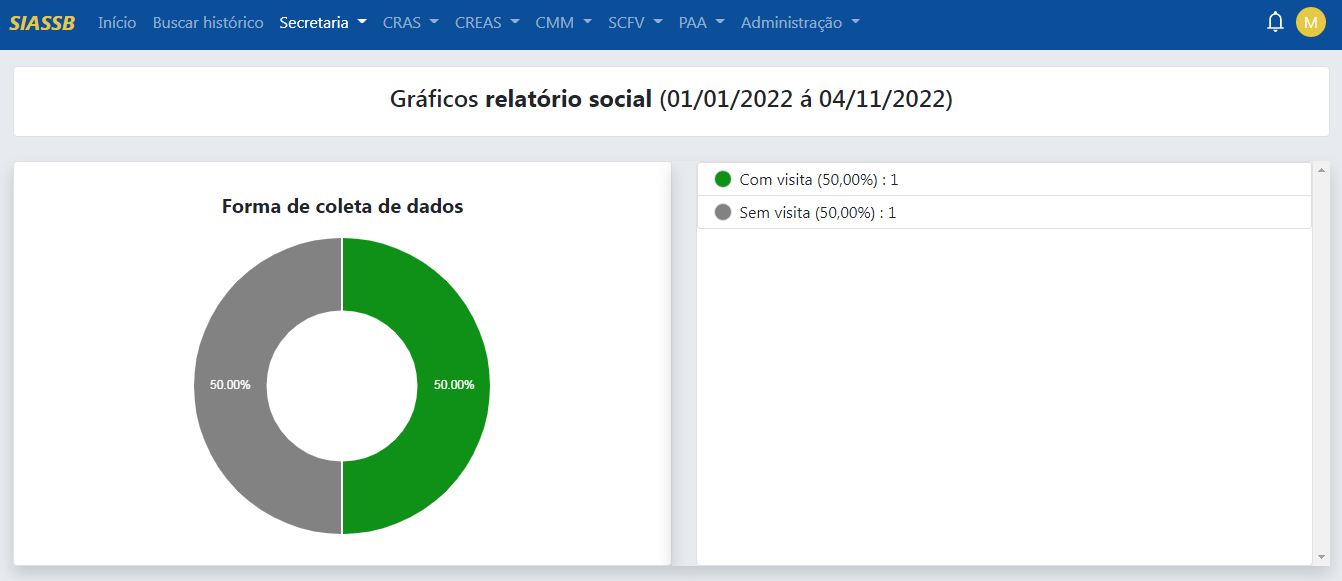 SIASSB Início Buscar histórico Secretaria CRAS CREAS CMM SCFV PAA Administração M
Gráficos relatório social (01/01/2022 á 04/11/2022)
Forma de coleta de dados
50.00% 50.00%
Com visita (50,00%) : 1
Sem visita (50,00%) : 1